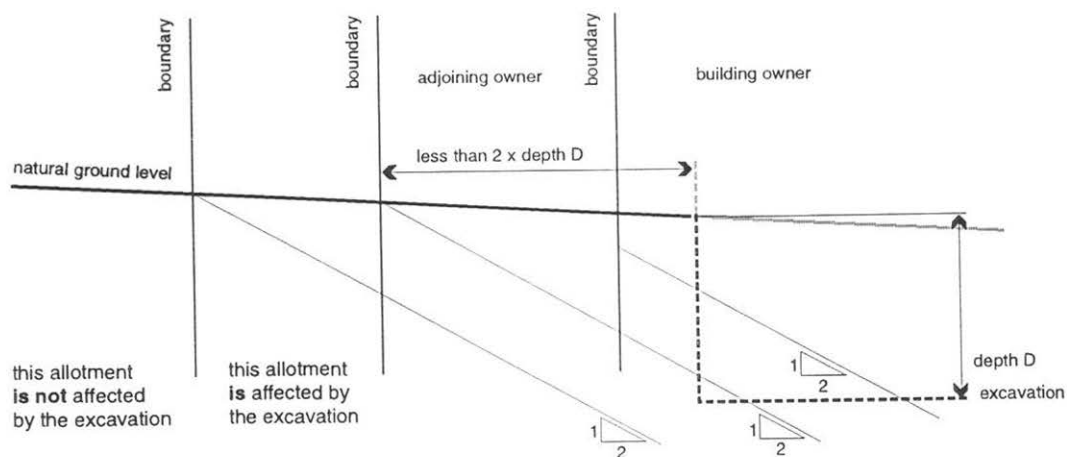 boundary
boundary
boundary
adjoining owner
building owner
less than 2 x depth D
natural ground level
this allotment
is not affected
by the excavation
this allotment
is affected by
the excavation
1
2
1
2
1
2
depth D
excavation